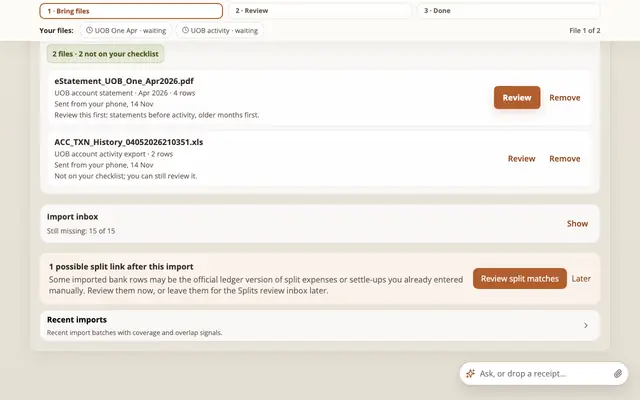 1 · Bring files
2 · Review
3 · Done
Your files:
UOB One Apr · waiting
UOB activity · waiting
File 1 of 2
2 files · 2 not on your checklist
eStatement_UOB_One_Apr2026.pdf
UOB account statement · Apr 2026 · 4 rows
Sent from your phone, 14 Nov
Review this first: statements before activity, older months first.
Review
Remove
ACC_TXN_History_04052026210351.xls
UOB account activity export · 2 rows
Sent from your phone, 14 Nov
Not on your checklist; you can still review it.
Review
Remove
Import inbox
Still missing: 15 of 15
Show
1 possible split link after this import
Some imported bank rows may be the official ledger version of split expenses or settle-ups you already entered
manually. Review them now, or leave them for the Splits review inbox later.
Review split matches
Later
Recent imports
Recent import batches with coverage and overlap signals.
Ask, or drop a receipt...